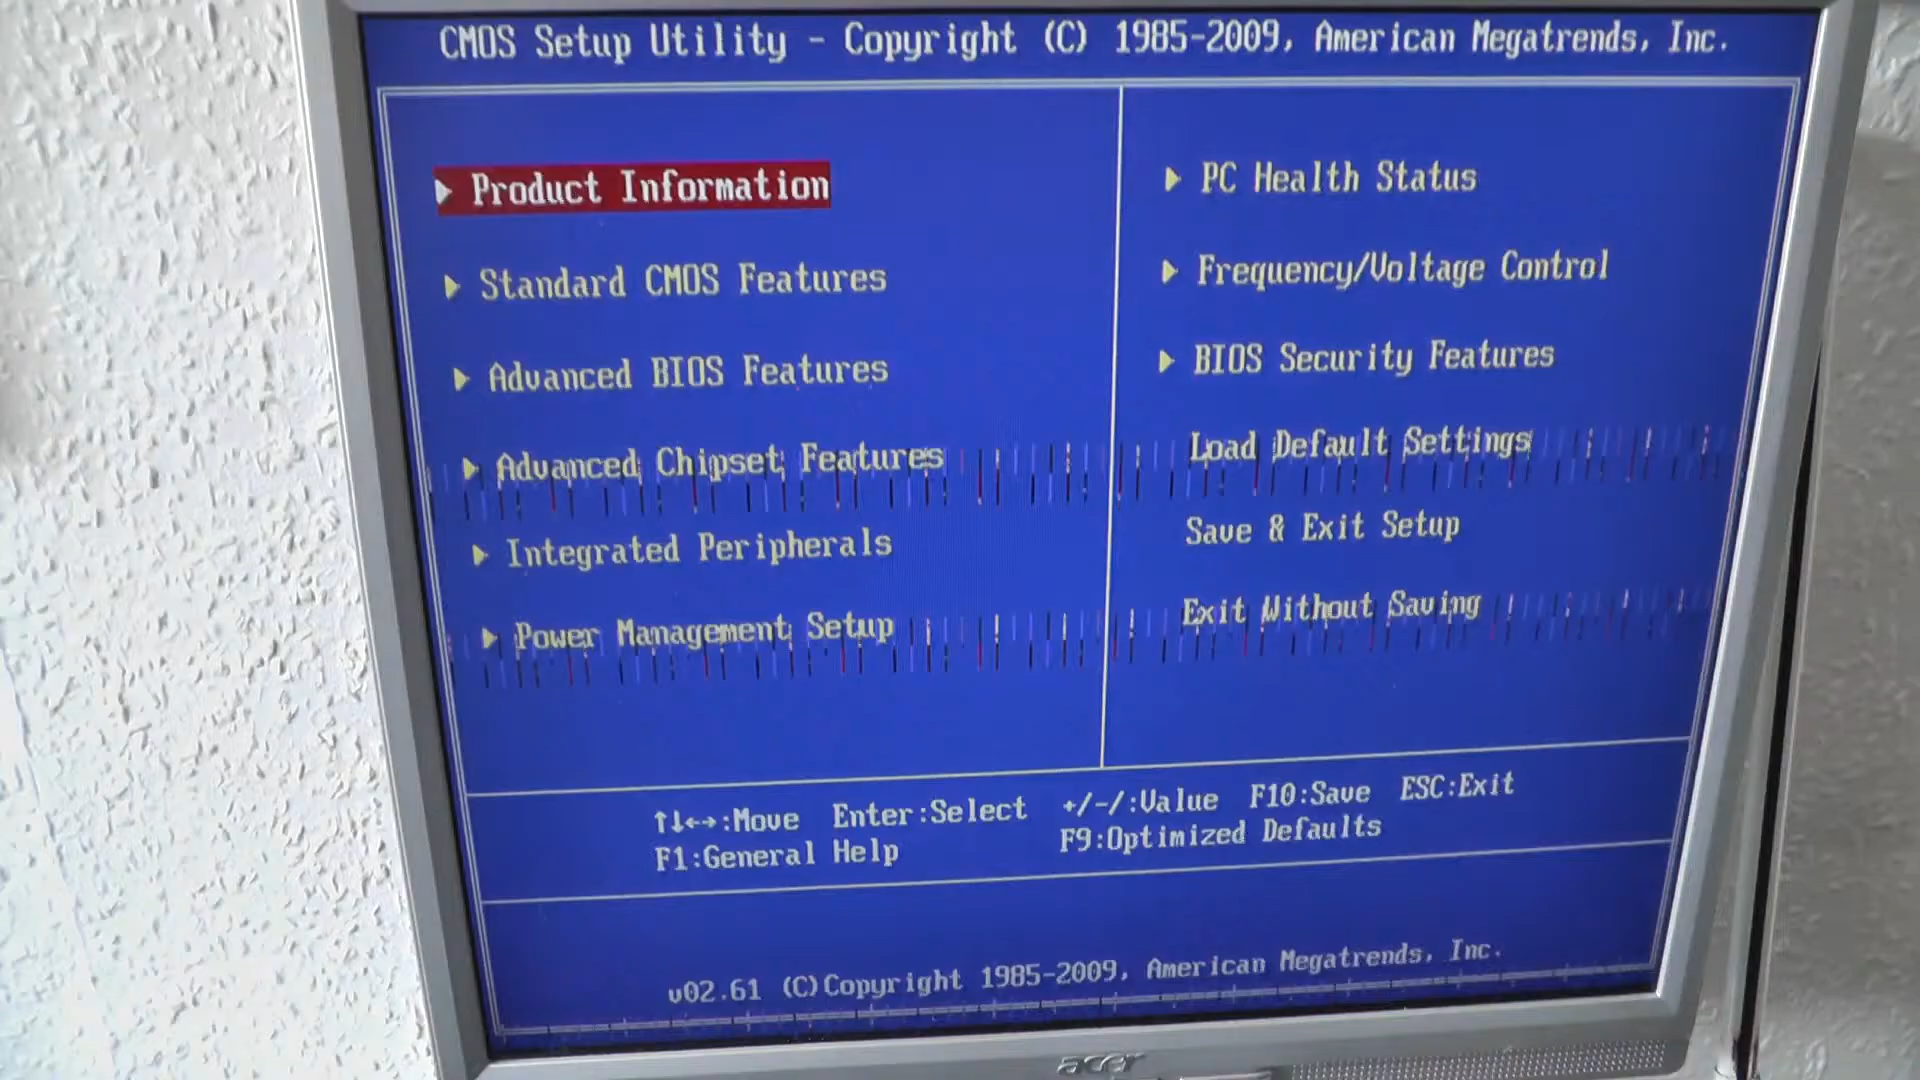 CMOS Setup Utility - Copyright (C) 1985-2009, American Megatrends, Inc.
Product Information
Standard CMOS Features
Advanced BIOS Features
Advanced Chipset Features
Integrated Peripherals
Power Management Setup
PC Health Status
Frequency/Voltage Control
BIOS Security Features
Load Default Settings
Save & Exit Setup
Exit Without Saving
↑↓←→:Move Enter:Select +/-/:Value F10:Save ESC:Exit
F1:General Help F9:Optimized Defaults
v02.61 (C)Copyright 1985-2009, American Megatrends, Inc.
acer